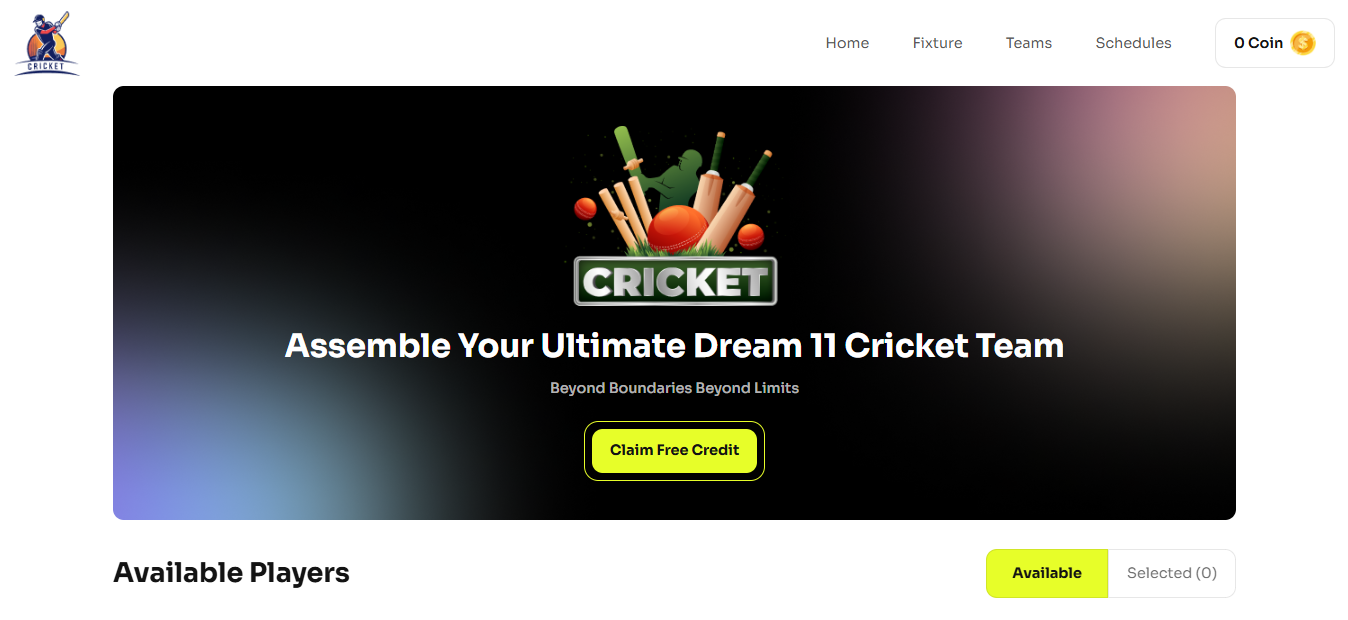 CRICKET
Home Fixture Teams Schedules 0 Coin
CRICKET
Assemble Your Ultimate Dream 11 Cricket Team
Beyond Boundaries Beyond Limits
Claim Free Credit
Available Players
Available Selected (0)